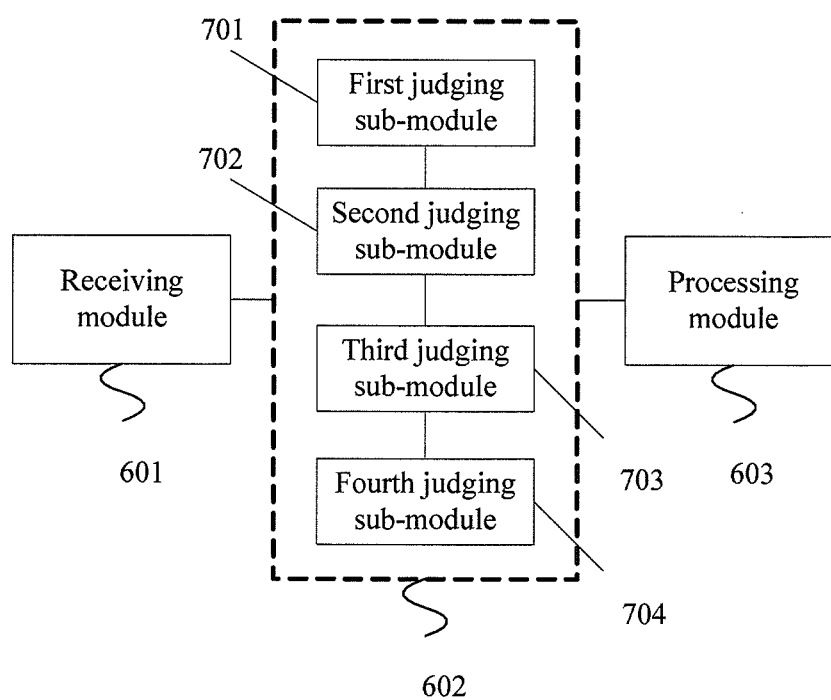 701
First judging
sub-module
702
Second judging
sub-module
Receiving
module
Processing
module
Third judging
sub-module
601
703
603
Fourth judging
sub-module
704
602